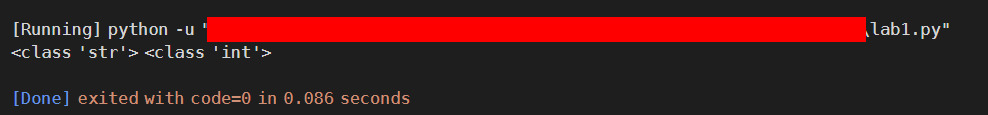 [Running] python -u "\lab1.py"
<class 'str'> <class 'int'>
[Done] exited with code=0 in 0.086 seconds